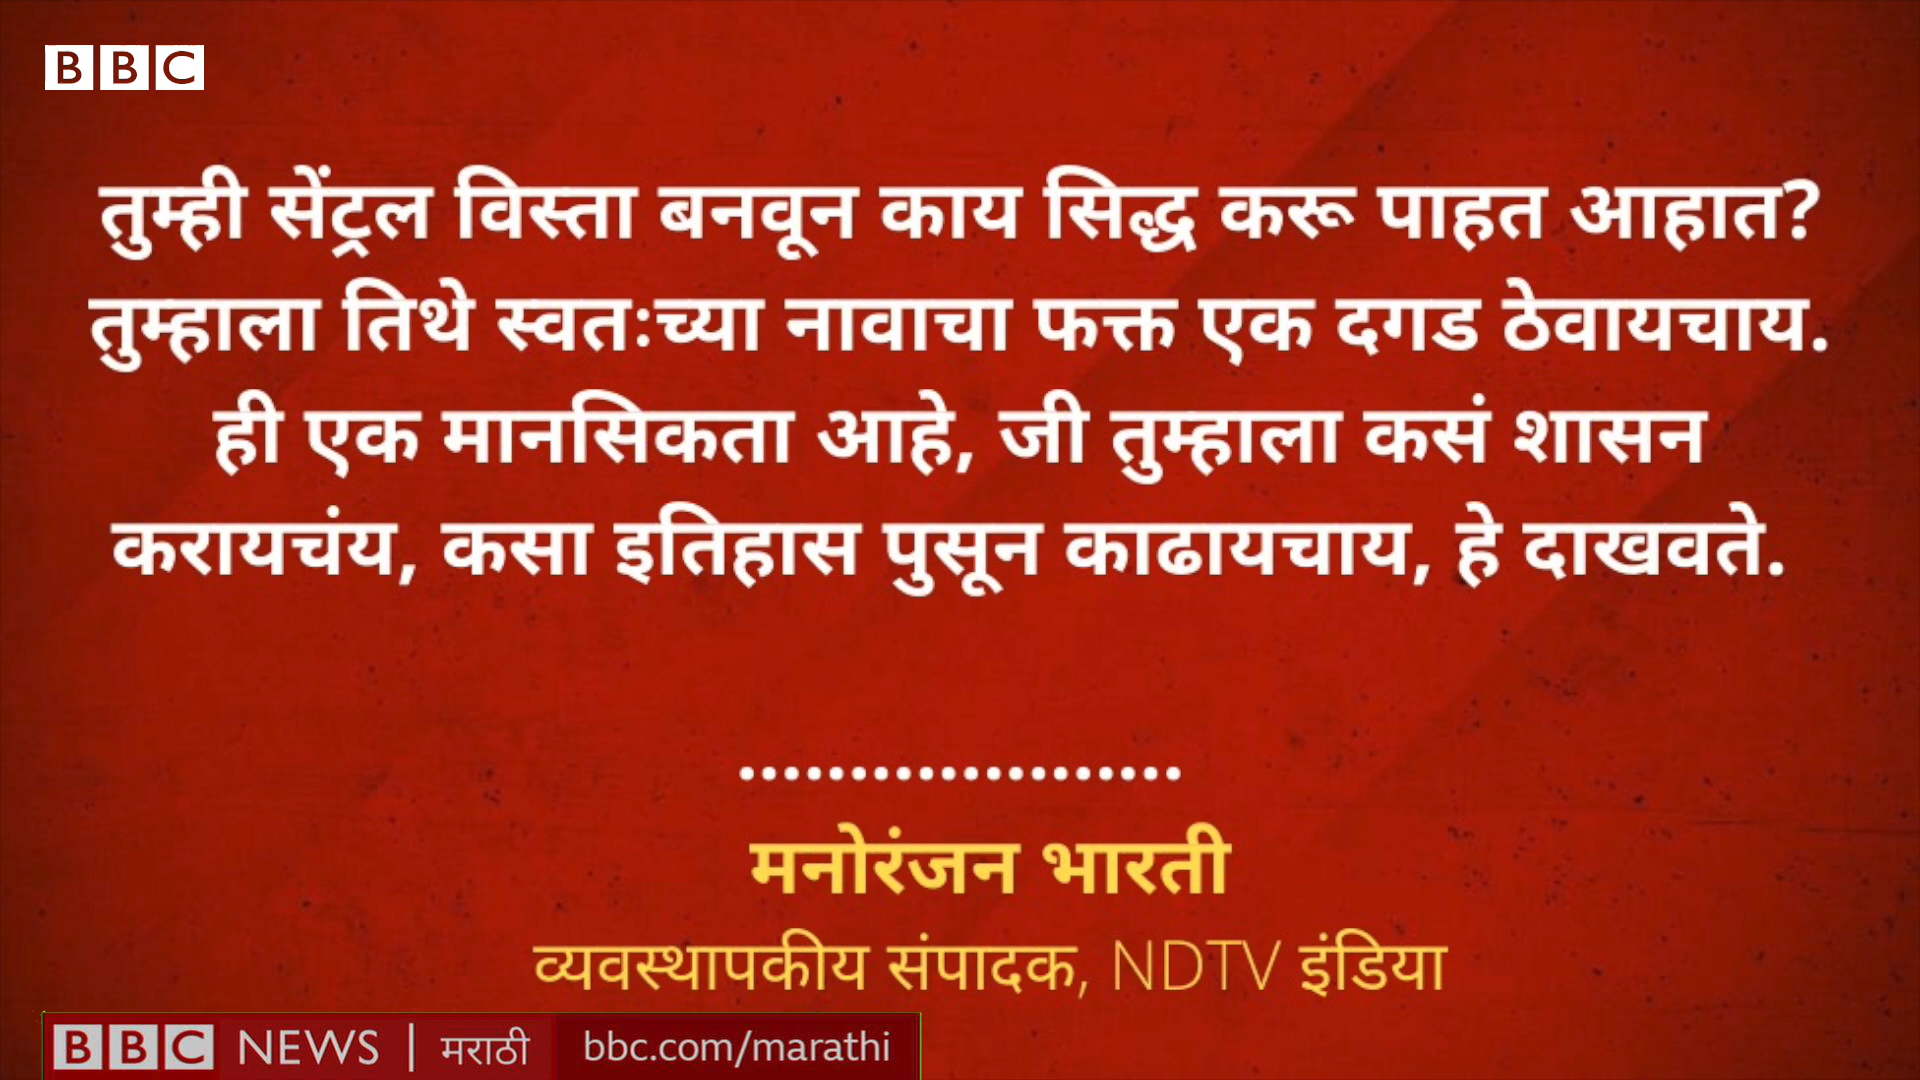 BBC
तुम्ही सेंट्रल विस्ता बनवून काय सिद्ध करू पाहत आहात?
तुम्हाला तिथे स्वतःच्या नावाचा फक्त एक दगड ठेवायचाय.
ही एक मानसिकता आहे, जी तुम्हाला कसं शासन
करायचंय, कसा इतिहास पुसून काढायचाय, हे दाखवते.
....................
मनोरंजन भारती
व्यवस्थापकीय संपादक, NDTV इंडिया
BBC NEWS | मराठी bbc.com/marathi